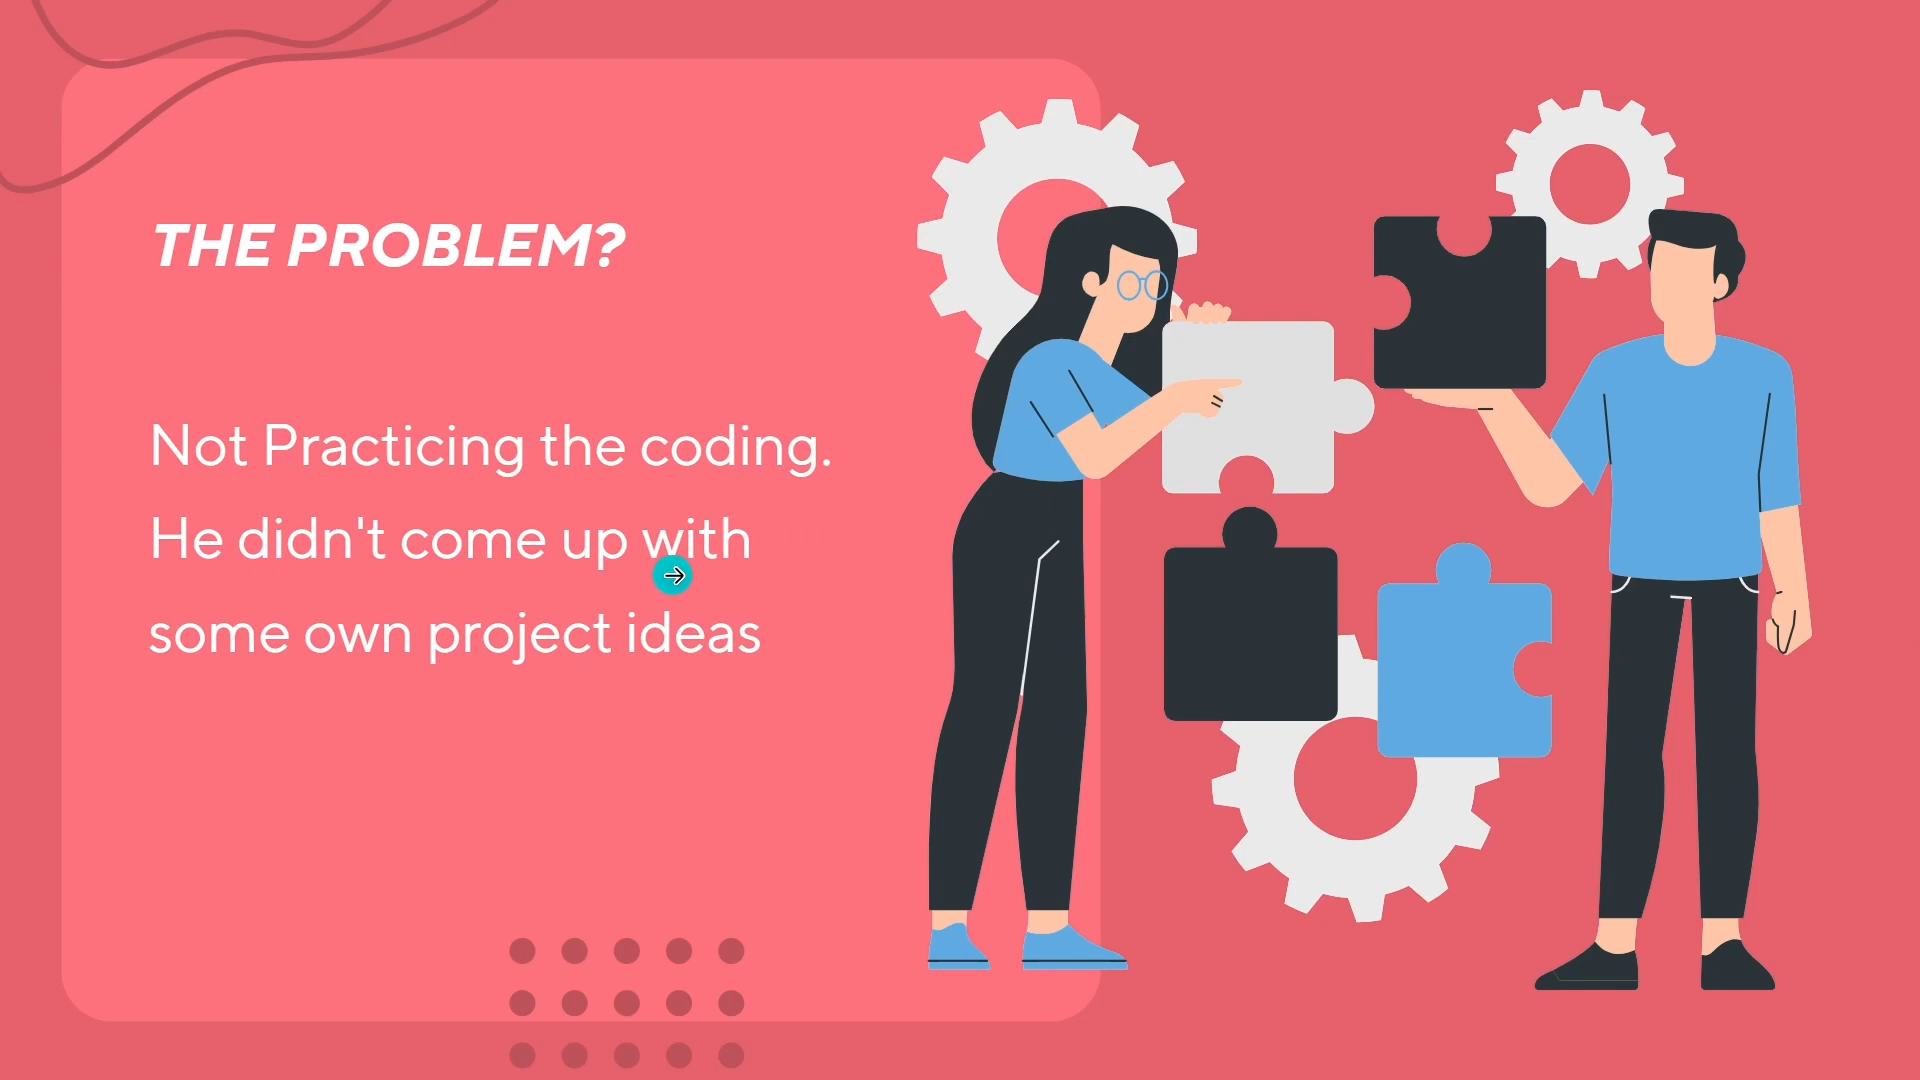 THE PROBLEM?
Not Practicing the coding.
He didn't come up with
some own project ideas